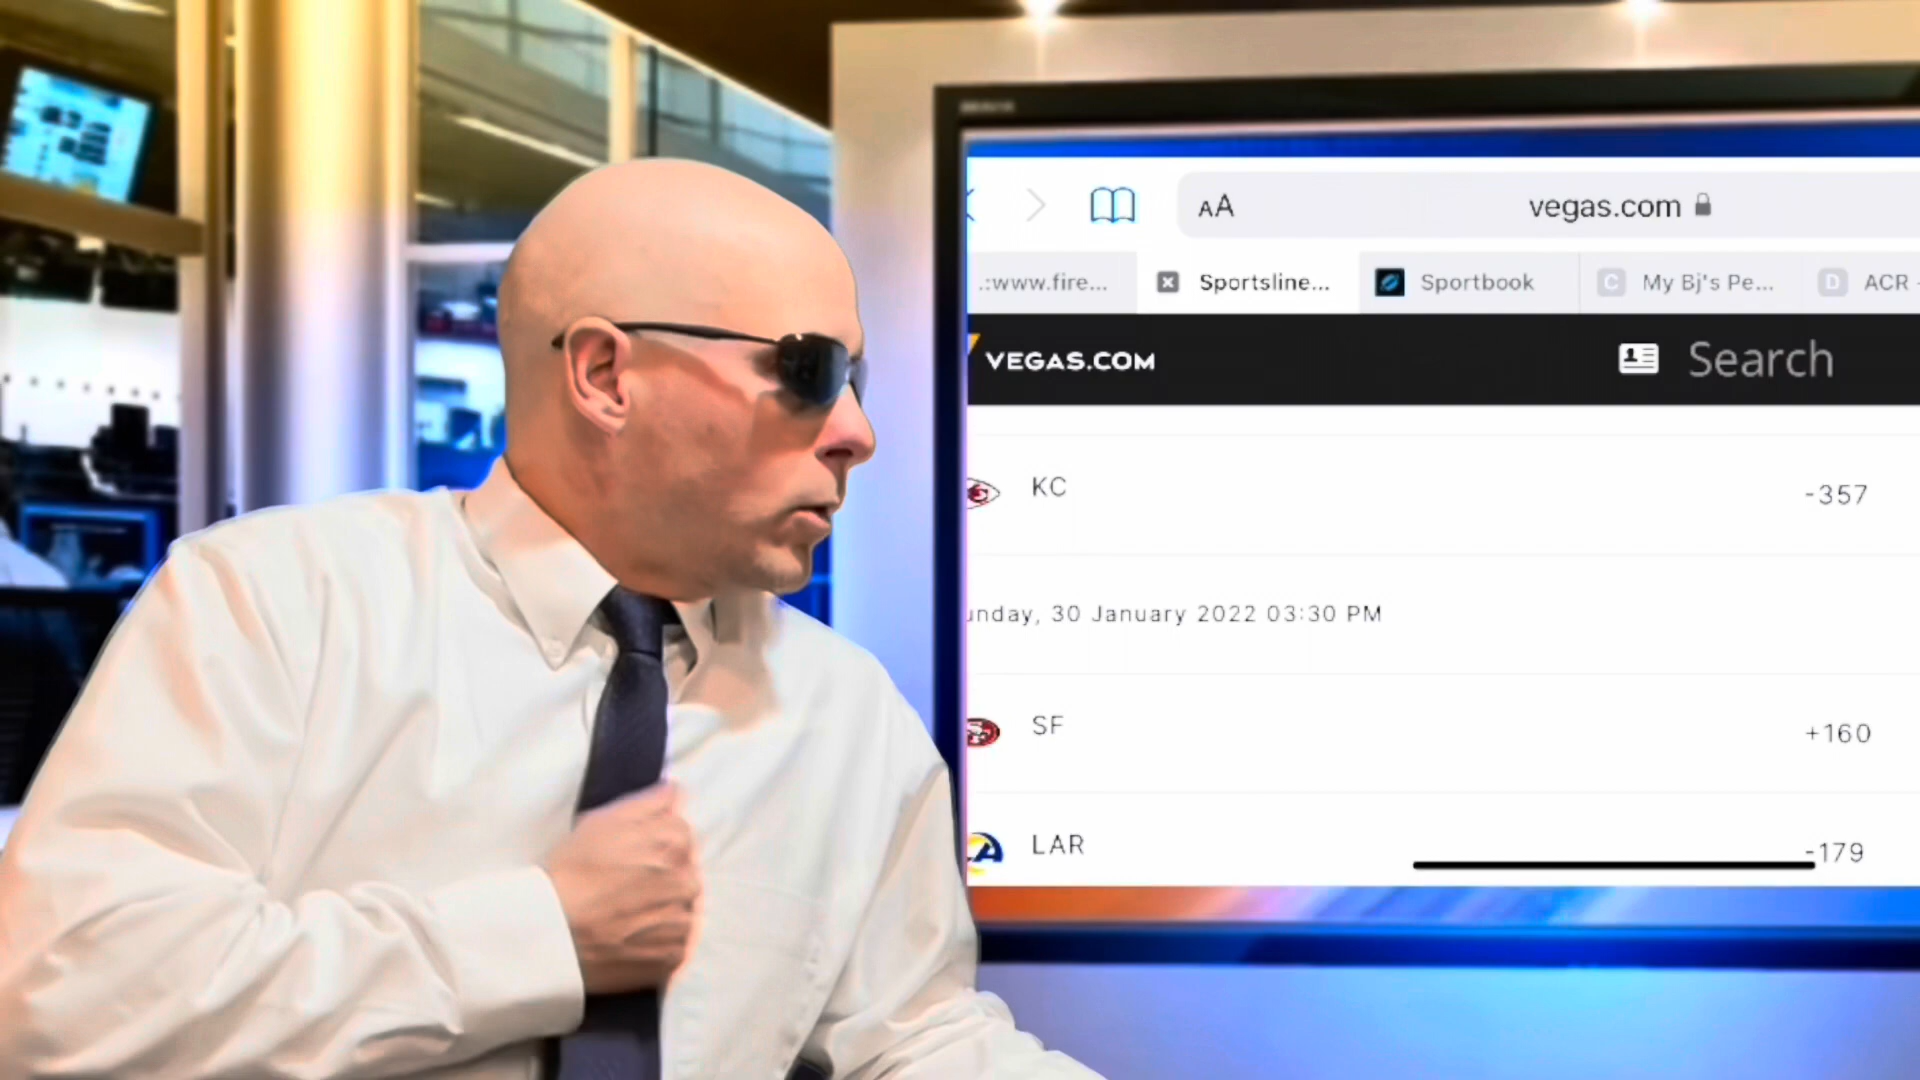 AA
vegas.com
.:www.fire...
Sportsline...
Sportbook
C
My Bj's Pe...
D
ACR
VEGAS.COM
Search
KC
-357
unday, 30 January 2022 03:30 PM
SF
+160
LAR
-179